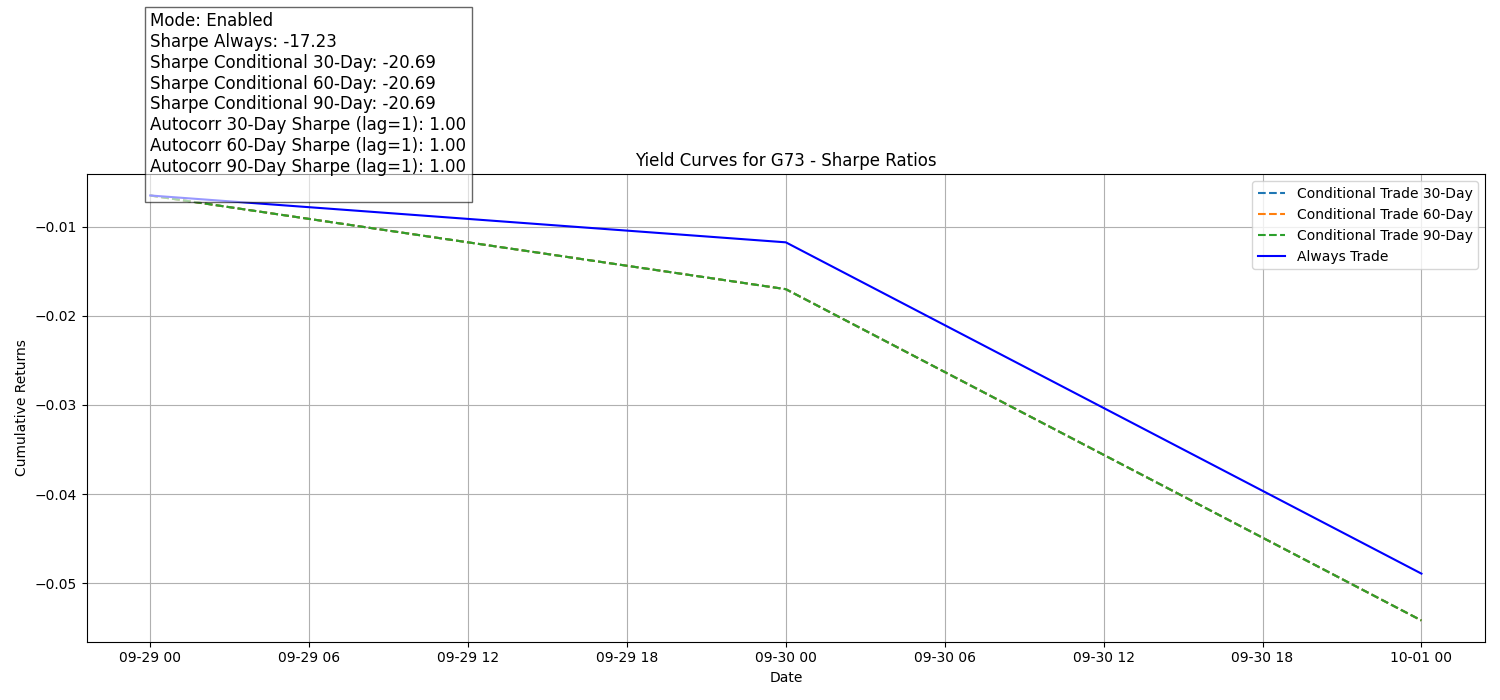 Mode: Enabled
Sharpe Always: -17.23
Sharpe Conditional 30-Day: -20.69
Sharpe Conditional 60-Day: -20.69
Sharpe Conditional 90-Day: -20.69
Autocorr 30-Day Sharpe (lag=1): 1.00
Autocorr 60-Day Sharpe (lag=1): 1.00
Autocorr 90-Day Sharpe (lag=1): 1.00
Yield Curves for G73 - Sharpe Ratios
Conditional Trade 30-Day
Conditional Trade 60-Day
Conditional Trade 90-Day
Always Trade
Cumulative Returns
−0.01
−0.02
−0.03
−0.04
−0.05
09-29 00
09-29 06
09-29 12
09-29 18
09-30 00
09-30 06
09-30 12
09-30 18
10-01 00
Date